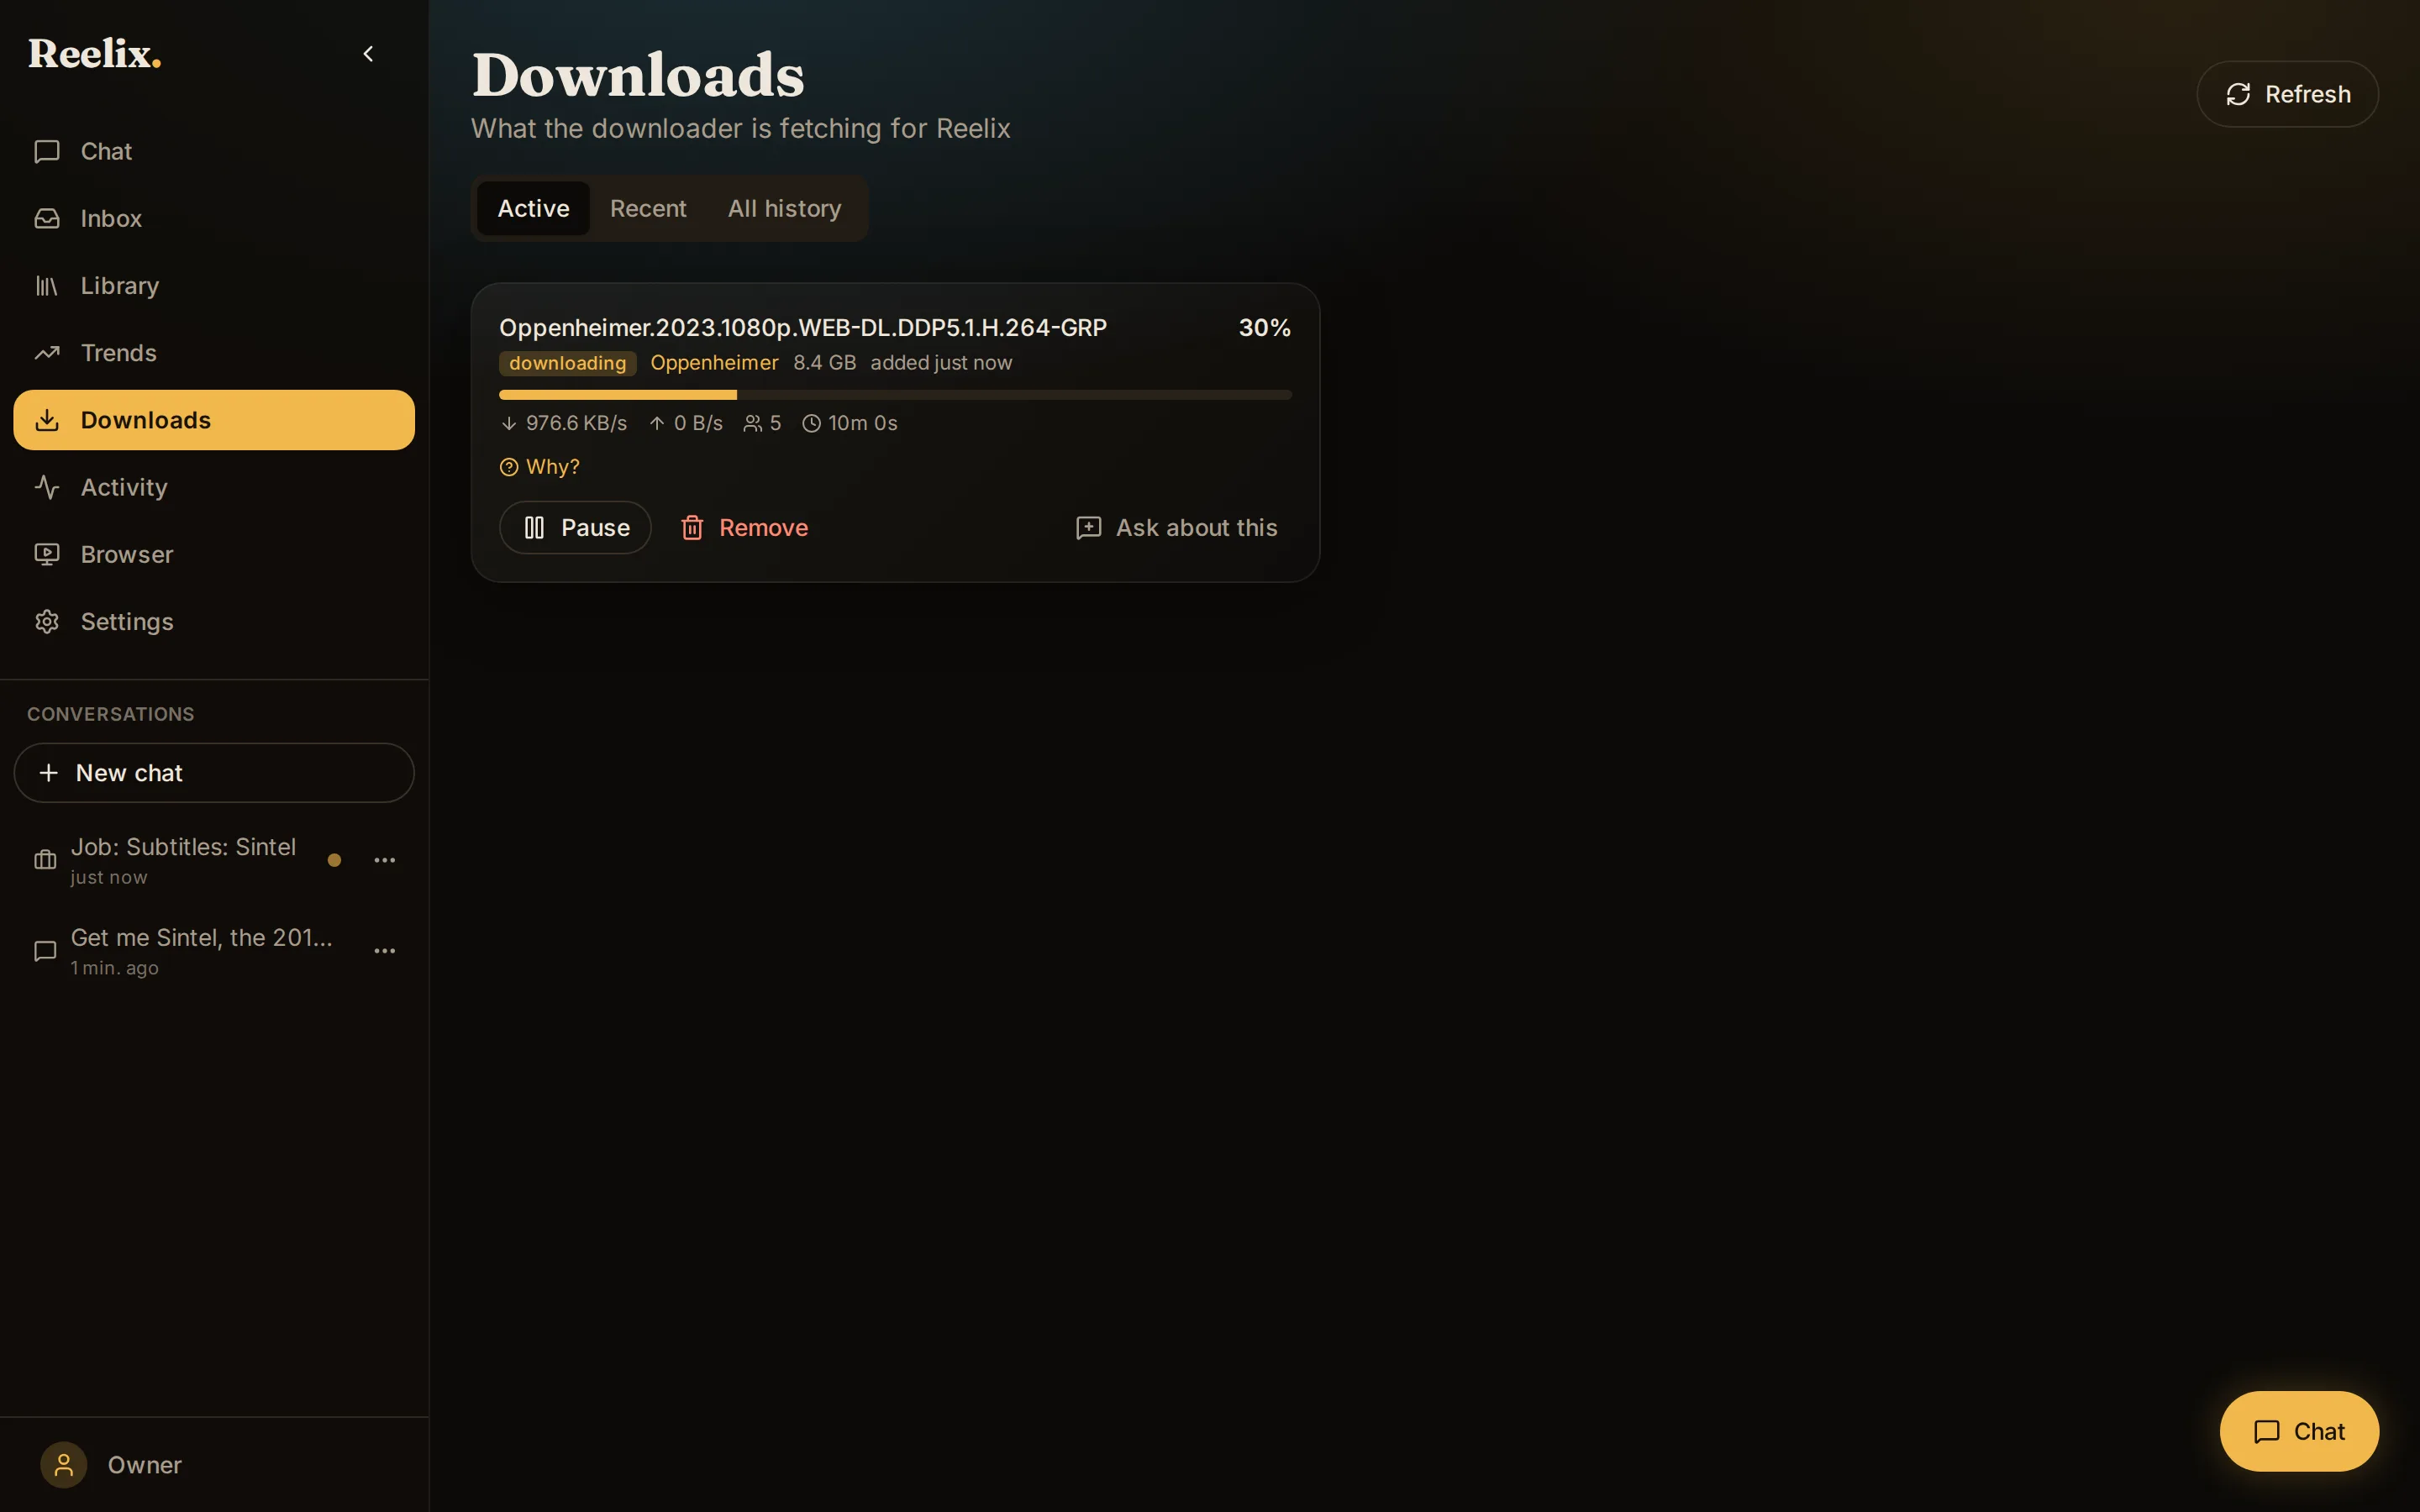 Reelix.
Chat
Inbox
Library
Trends
Downloads
Activity
Browser
Settings
CONVERSATIONS
New chat
Job: Subtitles: Sintel
just now
Get me Sintel, the 201...
1 min. ago
Owner
Downloads
What the downloader is fetching for Reelix
Refresh
Active Recent All history
Oppenheimer.2023.1080p.WEB-DL.DDP5.1.H.264-GRP 30%
downloading Oppenheimer 8.4 GB added just now
976.6 KB/s 0 B/s 5 10m 0s
Why?
Pause Remove Ask about this
Chat